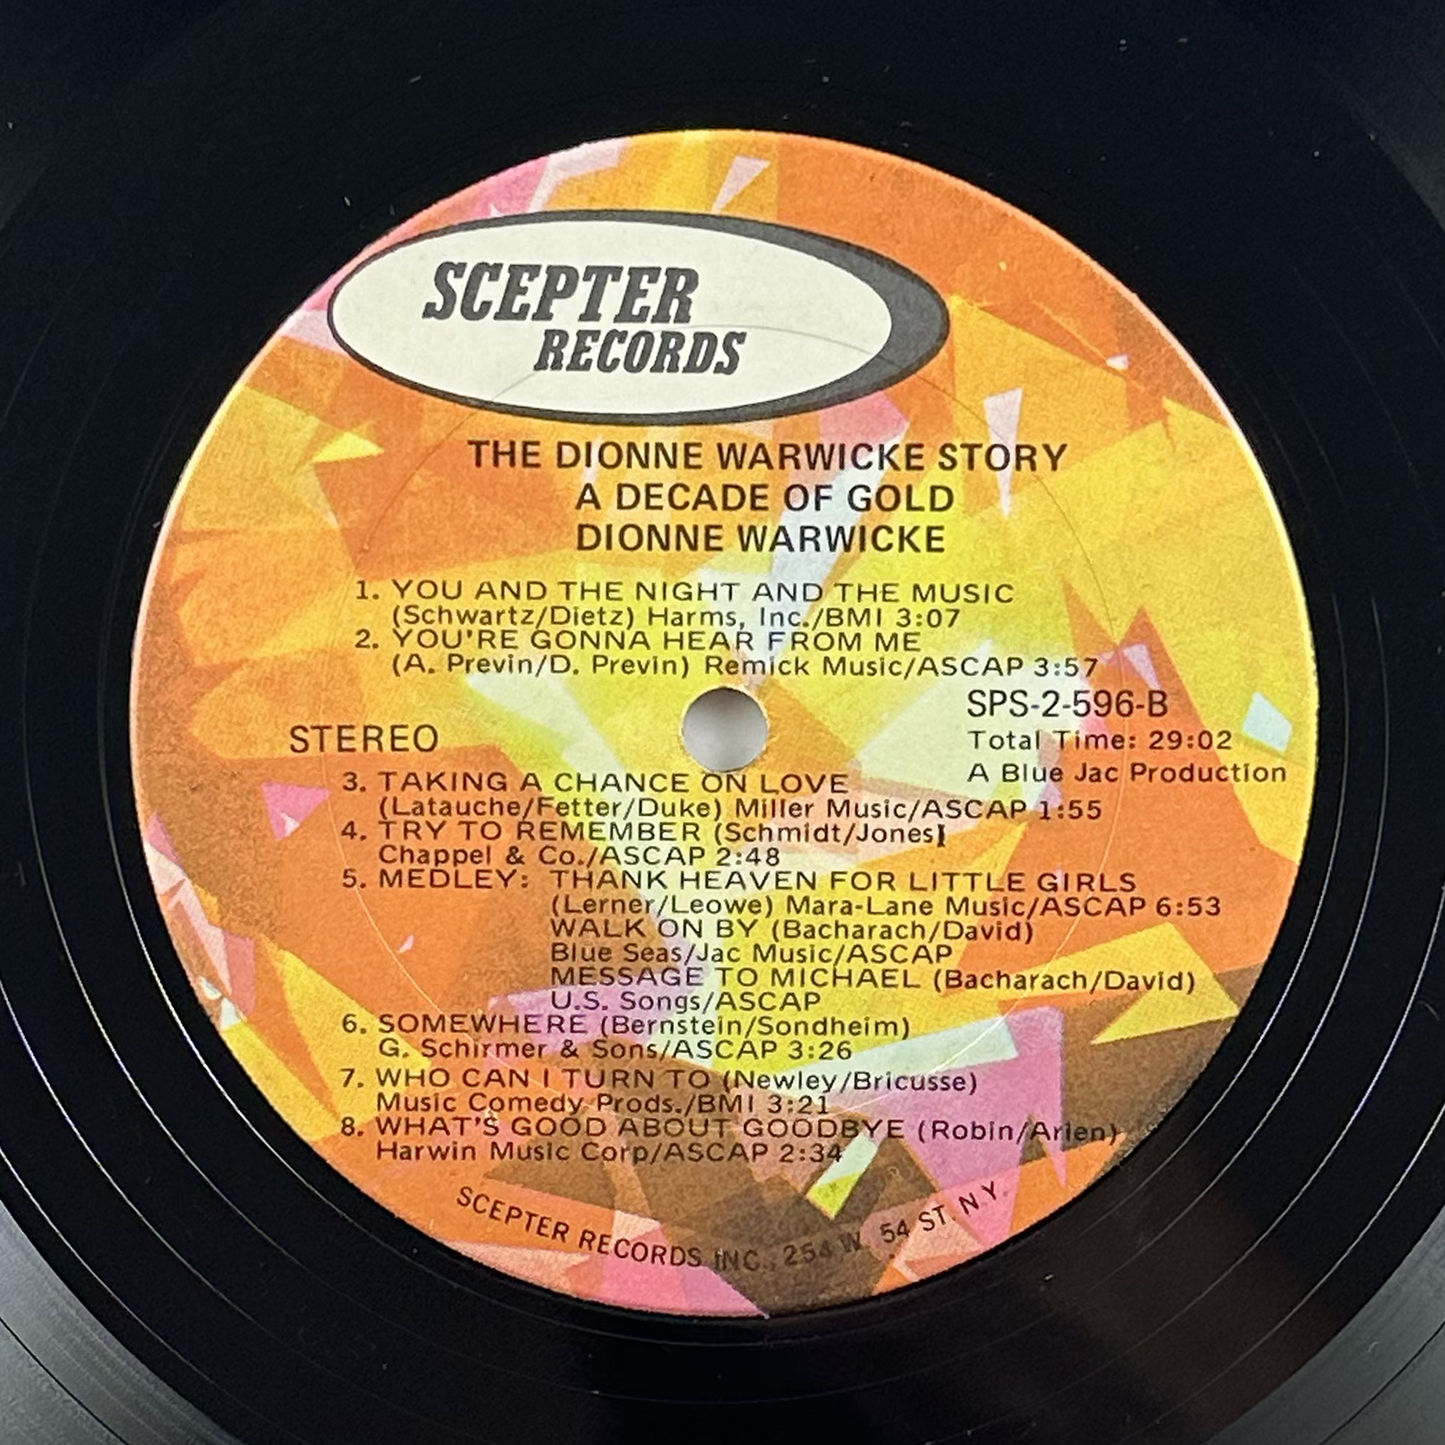 SCEPTER
RECORDS
THE DIONNE WARWICKE STORY
A DECADE OF GOLD
DIONNE WARWICKE
1. YOU AND THE NIGHT AND THE MUSIC
(Schwartz/Dietz) Harms, Inc./BMI 3:07
2. YOU'RE GONNA HEAR FROM ME
(A. Previn/D. Previn) Remick Music/ASCAP 3:57
SPS-2-596-B
STEREO
Total Time: 29:02
A Blue Jac Production
3. TAKING A CHANCE ON LOVE
(Latauche/Fetter/Duke) Miller Music/ASCAP 1:55
4. TRY TO REMEMBER (Schmidt/Jones)
Chappel & Co./ASCAP 2:48
5. MEDLEY: THANK HEAVEN FOR LITTLE GIRLS
(Lerner/Leowe) Mara-Lane Music/ASCAP 6:53
WALK ON BY (Bacharach/David)
Blue Seas/Jac Music/ASCAP
MESSAGE TO MICHAEL (Bacharach/David)
U.S. Songs/ASCAP
6. SOMEWHERE (Bernstein/Sondheim)
G. Schirmer & Sons/ASCAP 3:26
7. WHO CAN I TURN TO (Newley/Bricusse)
Music Comedy Prods./BMI 3:21
8. WHAT'S GOOD ABOUT GOODBYE (Robin/Arlen)
Harwin Music Corp/ASCAP 2:34
SCEPTER RECORDS INC., 254 W. 54 ST. N.Y.